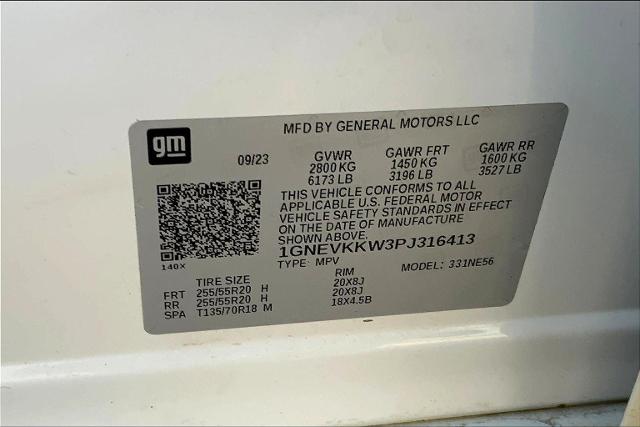 MFD BY GENERAL MOTORS LLC
gm
09/23 GVWR GAWR FRT GAWR RR
2800 KG 1450 KG 1600 KG
6173 LB 3196 LB 3527 LB
THIS VEHICLE CONFORMS TO ALL
APPLICABLE U.S. FEDERAL MOTOR
VEHICLE SAFETY STANDARDS IN EFFECT
ON THE DATE OF MANUFACTURE
SHOWN ABOVE.
1GNEVKKW3PJ316413
140X
TYPE: MPV MODEL: 331NE56
TIRE SIZE RIM
FRT 255/55R20 H 20X8J
RR 255/55R20 H 20X8J
SPA T135/70R18 M 18X4.5B